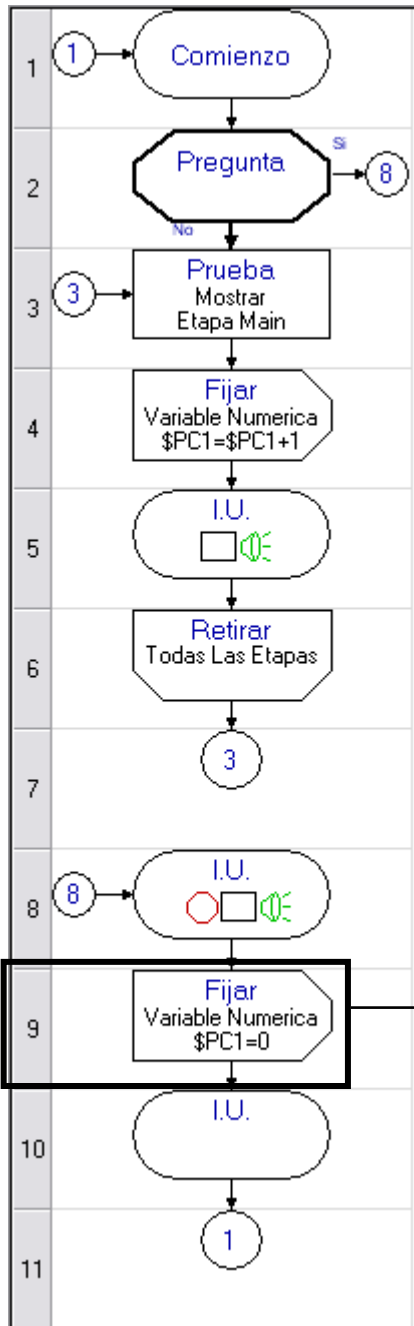 1
1
Comienzo
2
Pregunta
Si
8
No
3
3
Prueba
Mostrar
Etapa Main
4
Fijar
Variable Numerica
$PC1=$PC1+1
5
I.U.
6
Retirar
Todas Las Etapas
7
3
8
8
I.U.
9
Fijar
Variable Numerica
$PC1=0
10
I.U.
11
1